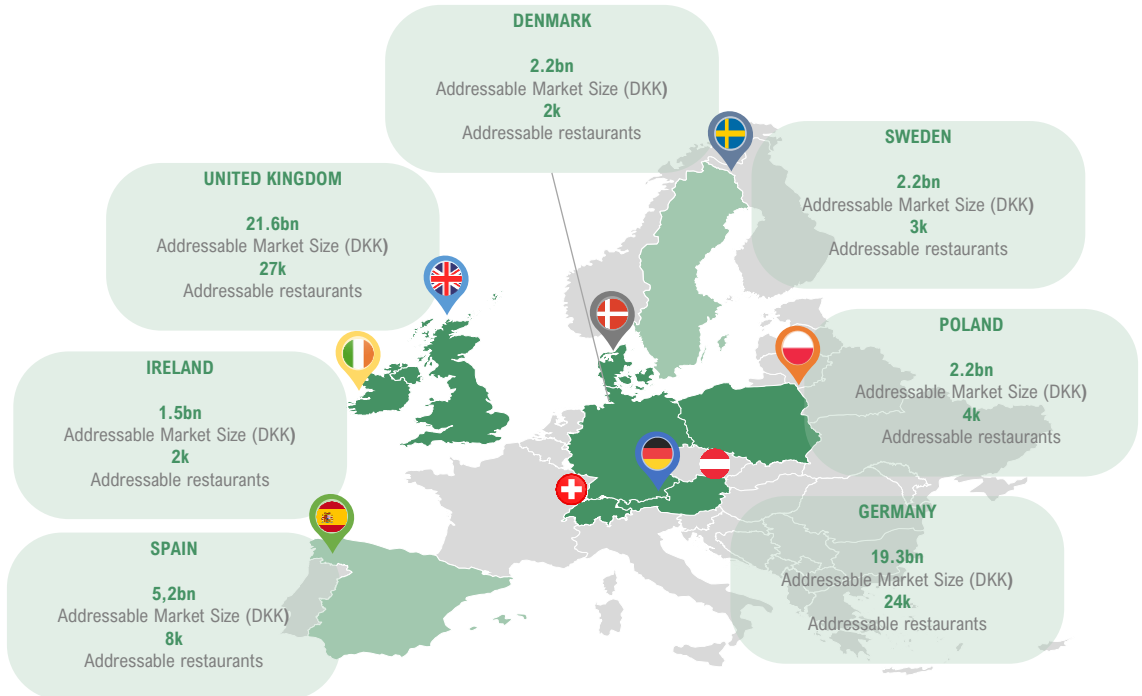 DENMARK
2.2bn
Addressable Market Size (DKK)
2k
Addressable restaurants
SWEDEN
2.2bn
Addressable Market Size (DKK)
3k
Addressable restaurants
UNITED KINGDOM
21.6bn
Addressable Market Size (DKK)
27k
Addressable restaurants
POLAND
2.2bn
Addressable Market Size (DKK)
4k
Addressable restaurants
IRELAND
1.5bn
Addressable Market Size (DKK)
2k
Addressable restaurants
GERMANY
19.3bn
Addressable Market Size (DKK)
24k
Addressable restaurants
SPAIN
5,2bn
Addressable Market Size (DKK)
8k
Addressable restaurants